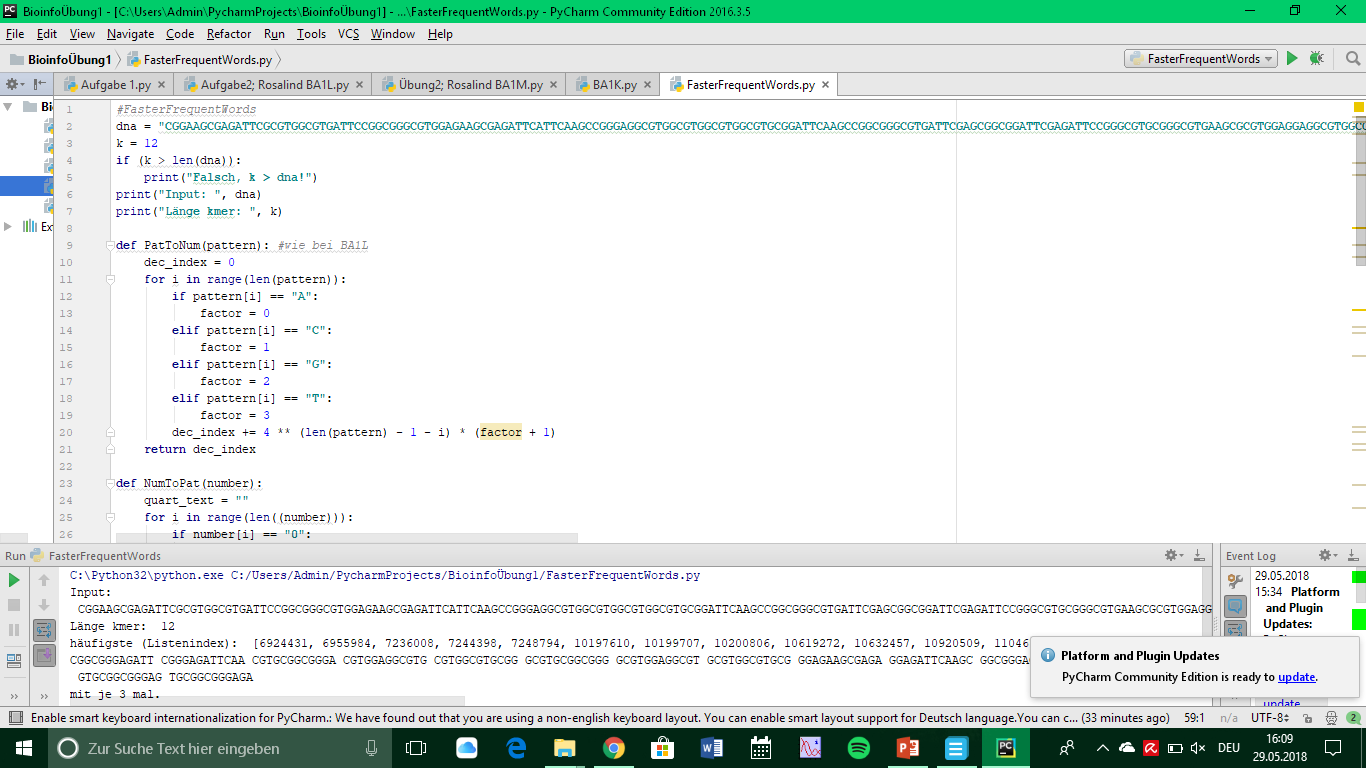 BioinfoÜbung1 - [C:\Users\Admin\PycharmProjects\BioinfoÜbung1] - ...\FasterFrequentWords.py - PyCharm Community Edition 2016.3.5
File Edit View Navigate Code Refactor Run Tools VCS Window Help
BioinfoÜbung1 FasterFrequentWords.py FasterFrequentWords
Aufgabe 1.py Aufgabe2; Rosalind BA1L.py Übung2; Rosalind BA1M.py BA1K.py FasterFrequentWords.py
Bi
Ex
1 #FasterFrequentWords
2 dna = "CGGAAGCGAGATTCGCGTGGCGTGATTCCGGCGGGCGTGGAGAAGCGAGATTCATTCAAGCCGGGAGGCGTGGCGTGGCGTGGCGTGCGGATTCAAGCCGGCGGGCGTGATTCGAGCGGCGGATTCGAGATTCCGGGCGTGCGGGCGTGAAGCGCGTGGAGGAGGCGTGGCG
3 k = 12
4 if (k > len(dna)):
5 print("Falsch, k > dna!")
6 print("Input: ", dna)
7 print("Länge kmer: ", k)
8
9 def PatToNum(pattern): #wie bei BA1L
10 dec_index = 0
11 for i in range(len(pattern)):
12 if pattern[i] == "A":
13 factor = 0
14 elif pattern[i] == "C":
15 factor = 1
16 elif pattern[i] == "G":
17 factor = 2
18 elif pattern[i] == "T":
19 factor = 3
20 dec_index += 4 ** (len(pattern) - 1 - i) * (factor + 1)
21 return dec_index
22
23 def NumToPat(number):
24 quart_text = ""
25 for i in range(len((number))):
26 if number[i] == "0":
Run FasterFrequentWords
C:\Python32\python.exe C:/Users/Admin/PycharmProjects/BioinfoÜbung1/FasterFrequentWords.py
Input:
CGGAAGCGAGATTCGCGTGGCGTGATTCCGGCGGGCGTGGAGAAGCGAGATTCATTCAAGCCGGGAGGCGTGGCGTGGCGTGGCGTGCGGATTCAAGCCGGCGGGCGTGATTCGAGCGGCGGATTCGAGATTCCGGGCGTGCGGGCGTGAAGCGCGTGGAGG
Länge kmer: 12
häufigste (Listenindex): [6924431, 6955984, 7236008, 7244398, 7248794, 10197610, 10199707, 10200806, 10619272, 10632457, 10920509, 11046
CGGCGGGAGATT CGGGAGATTCAA CGTGCGGCGGGA CGTGGAGGCGTG CGTGGCGTGCGG GCGTGCGGCGGG GCGTGGAGGCGT GCGTGGCGTGCG GGAGAAGCGAGA GGAGATTCAAGC GGCGGGA
GTGCGGCGGGAG TGCGGCGGGAGA
mit je 3 mal.
Event Log
29.05.2018
15:34 Platform and Plugin Updates:
update
Platform and Plugin Updates
PyCharm Community Edition is ready to update.
Enable smart keyboard internationalization for PyCharm.: We have found out that you are using a non-english keyboard layout. You can enable smart layout support for Deutsch language.You can c... (33 minutes ago) 59:1 n/a UTF-8 2
Zur Suche Text hier eingeben
DEU
16:09
29.05.2018